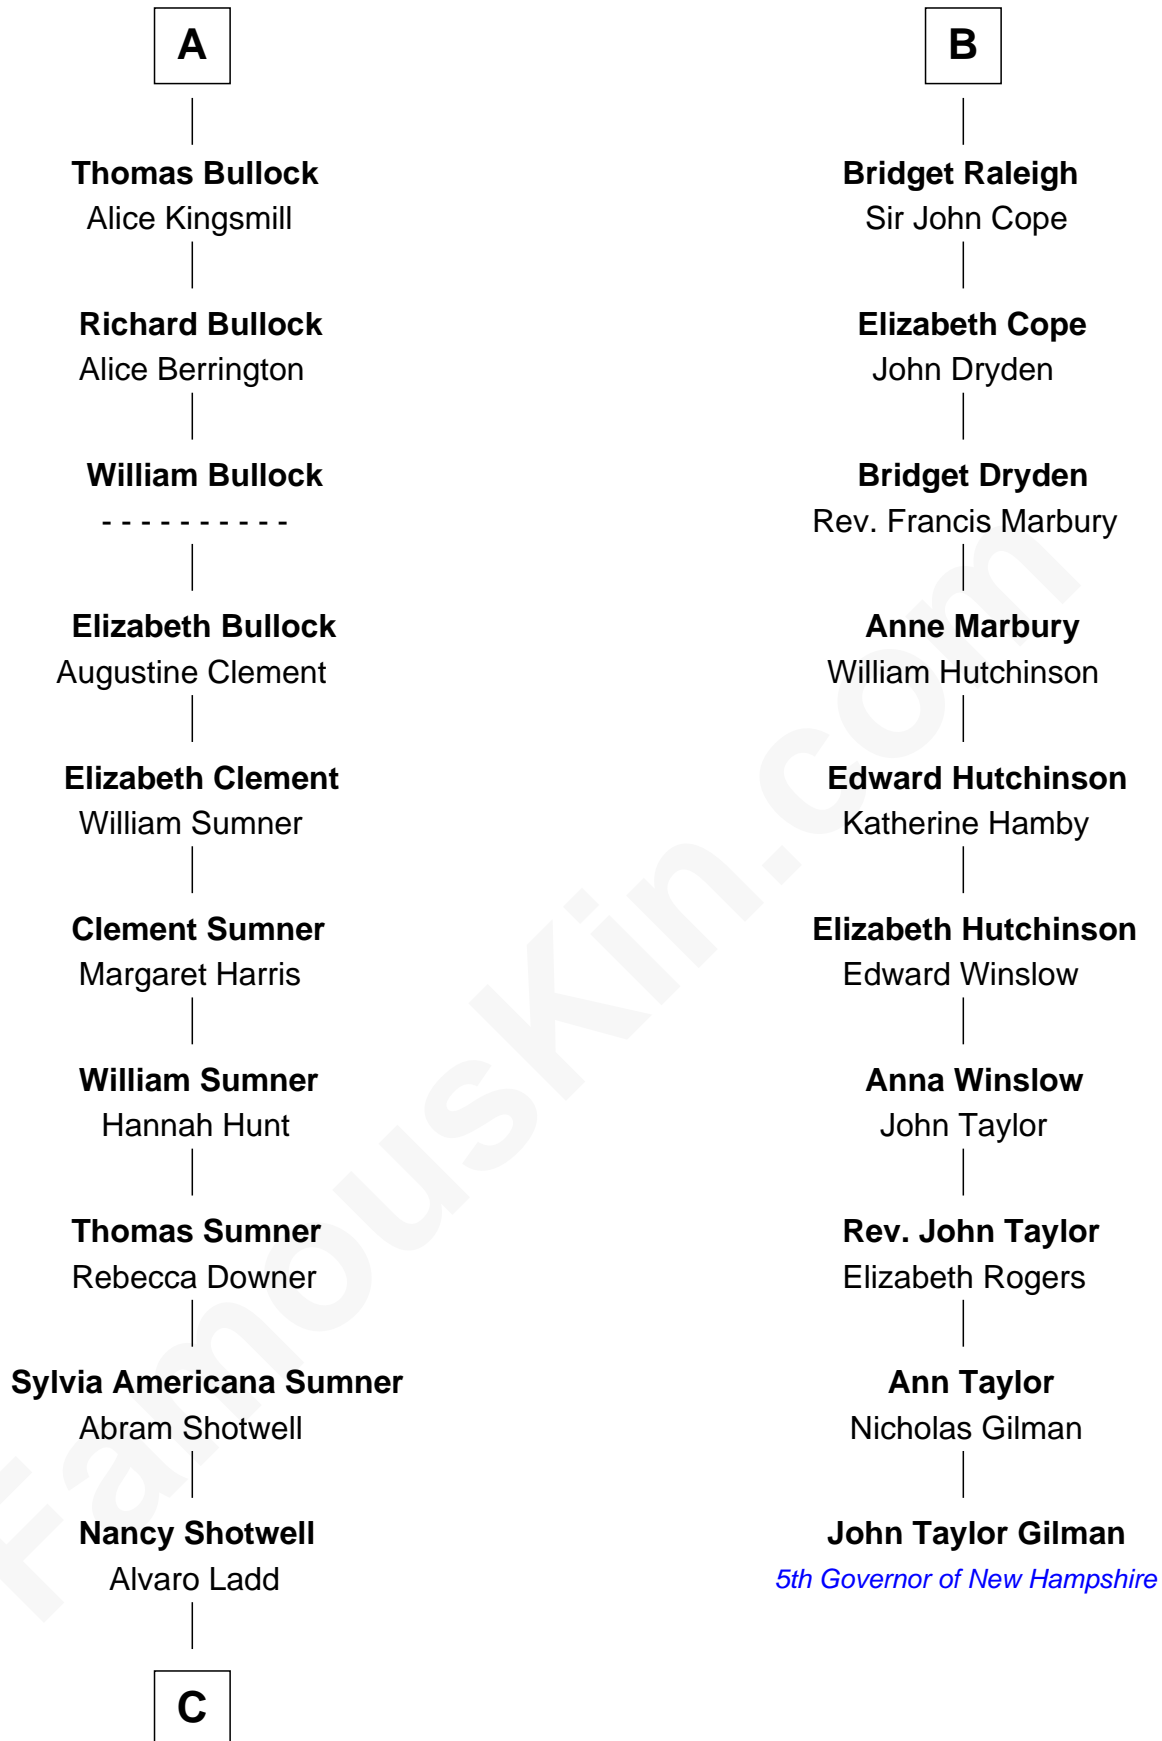 A
Thomas Bullock
Alice Kingsmill
Richard Bullock
Alice Berrington
William Bullock
- - - - - - - - - -
Elizabeth Bullock
Augustine Clement
Elizabeth Clement
William Sumner
Clement Sumner
Margaret Harris
William Sumner
Hannah Hunt
Thomas Sumner
Rebecca Downer
Sylvia Americana Sumner
Abram Shotwell
Nancy Shotwell
Alvaro Ladd
C
B
Bridget Raleigh
Sir John Cope
Elizabeth Cope
John Dryden
Bridget Dryden
Rev. Francis Marbury
Anne Marbury
William Hutchinson
Edward Hutchinson
Katherine Hamby
Elizabeth Hutchinson
Edward Winslow
Anna Winslow
John Taylor
Rev. John Taylor
Elizabeth Rogers
Ann Taylor
Nicholas Gilman
John Taylor Gilman
5th Governor of New Hampshire
FamousKin.com